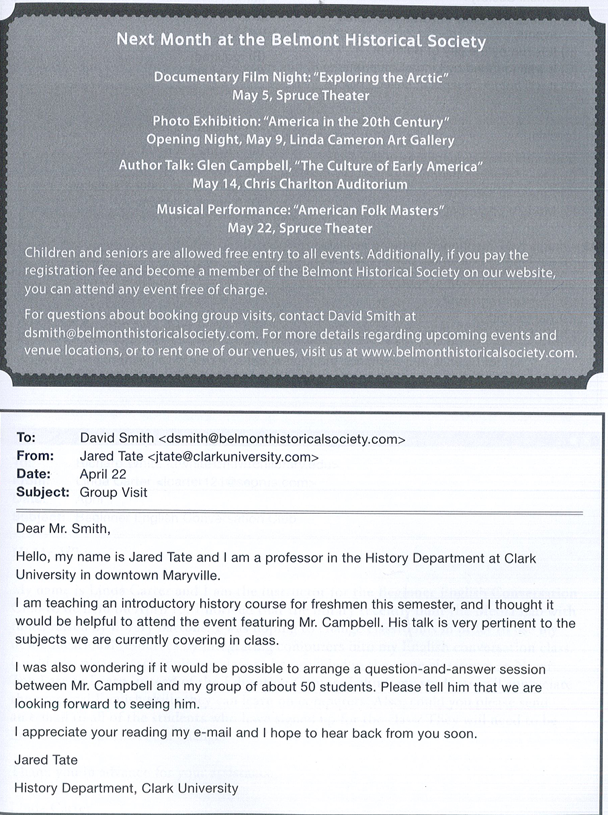 Next Month at the Belmont Historical Society
Documentary Film Night: “Exploring the Arctic”
May 5, Spruce Theater
Photo Exhibition: “America in the 20th Century”
Opening Night, May 9, Linda Cameron Art Gallery
Author Talk: Glen Campbell, “The Culture of Early America”
May 14, Chris Charlton Auditorium
Musical Performance: “American Folk Masters”
May 22, Spruce Theater
Children and seniors are allowed free entry to all events. Additionally, if you pay the
registration fee and become a member of the Belmont Historical Society on our website,
you can attend any event free of charge.
For questions about booking group visits, contact David Smith at
dsmith@belmonthistoricalsociety.com. For more details regarding upcoming events and
venue locations, or to rent one of our venues, visit us at www.belmonthistoricalsociety.com.
To: David Smith <dsmith@belmonthistoricalsociety.com>
From: Jared Tate <jtate@clarkuniversity.com>
Date: April 22
Subject: Group Visit
Dear Mr. Smith,
Hello, my name is Jared Tate and I am a professor in the History Department at Clark
University in downtown Maryville.
I am teaching an introductory history course for freshmen this semester, and I thought it
would be helpful to attend the event featuring Mr. Campbell. His talk is very pertinent to the
subjects we are currently covering in class.
I was also wondering if it would be possible to arrange a question-and-answer session
between Mr. Campbell and my group of about 50 students. Please tell him that we are
looking forward to seeing him.
I appreciate your reading my e-mail and I hope to hear back from you soon.
Jared Tate
History Department, Clark University